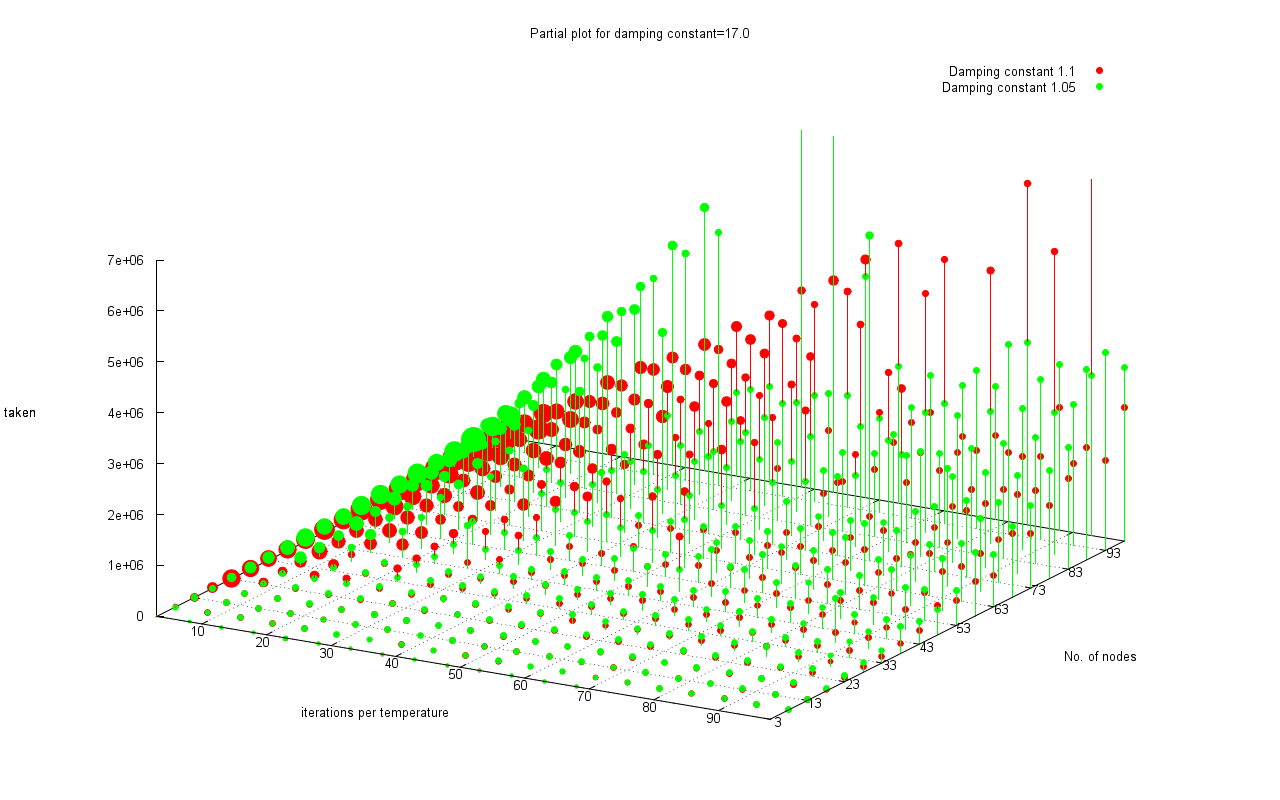 Partial plot for damping constant=17.0
Damping constant 1.1
Damping constant 1.05
7e+06
6e+06
5e+06
4e+06
taken
3e+06
2e+06
1e+06
0
10
20
30
40
50
60
70
80
90
3
13
23
33
43
53
63
73
83
93
No. of nodes
iterations per temperature